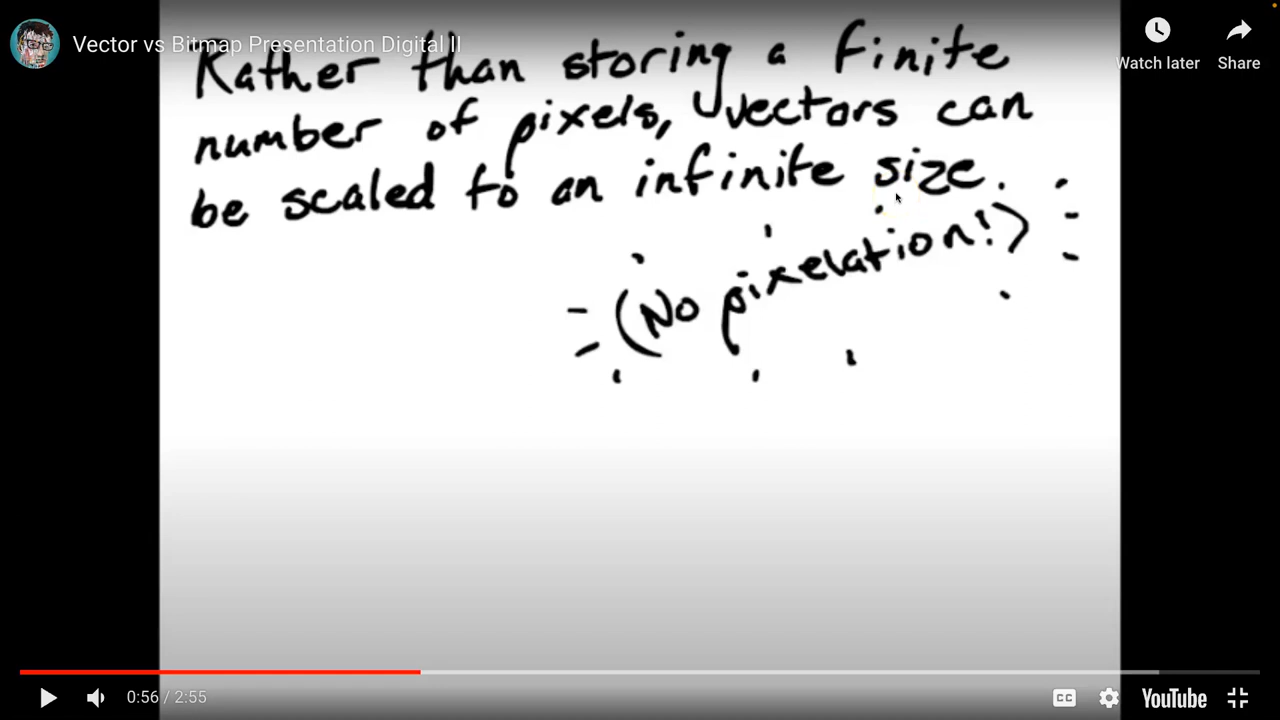 Vector vs Bitmap Presentation Digital II
Watch later
Share
Rather than storing a finite
number of pixels, vectors can
be scaled to an infinite size.
(No pixelation!)
0:56 / 2:55
CC
YouTube